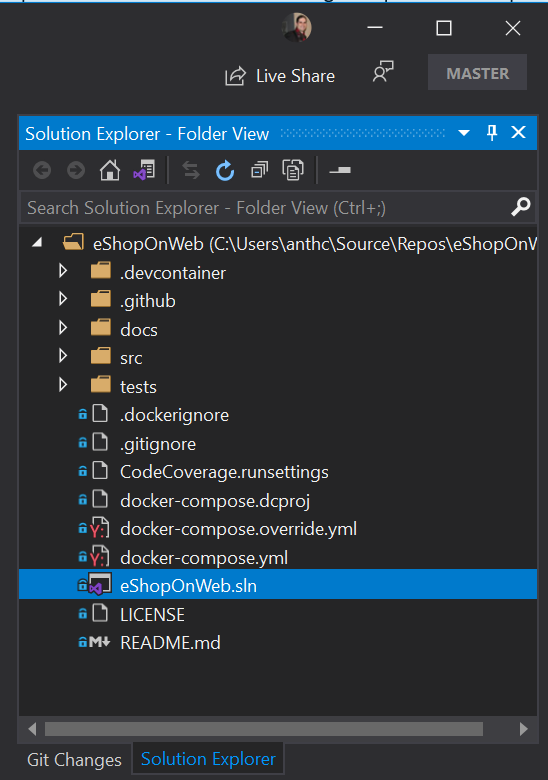 Live Share
MASTER
Solution Explorer - Folder View
Search Solution Explorer - Folder View (Ctrl+;)
eShopOnWeb (C:\Users\anthc\Source\Repos\eShopOnW
.devcontainer
.github
docs
src
tests
.dockerignore
.gitignore
CodeCoverage.runsettings
docker-compose.dcproj
docker-compose.override.yml
docker-compose.yml
eShopOnWeb.sln
LICENSE
README.md
Git Changes
Solution Explorer